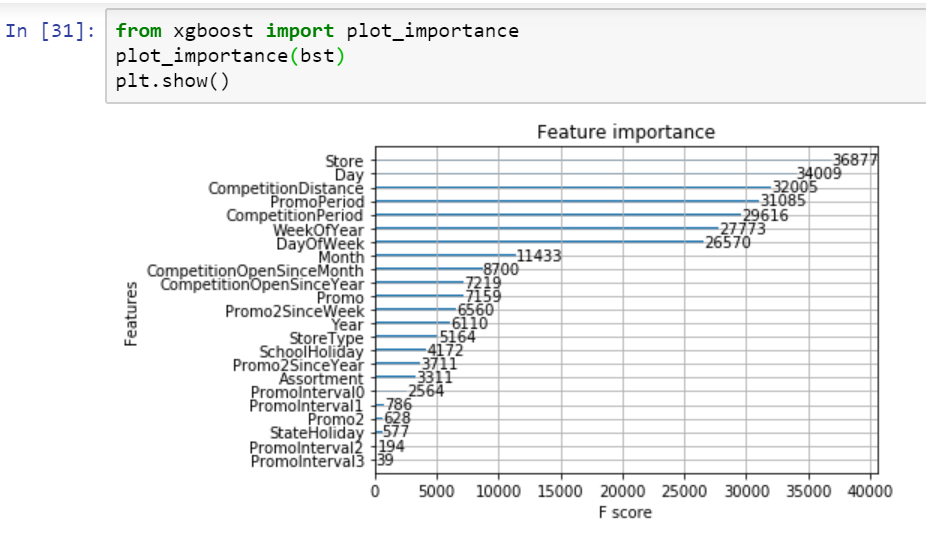 In [31]: from xgboost import plot_importance
plot_importance(bst)
plt.show()
Feature importance
Store 36877
Day 34009
CompetitionDistance 32005
PromoPeriod 31085
CompetitionPeriod 29616
WeekOfYear 27773
DayOfWeek 26570
Month 11433
CompetitionOpenSinceMonth 8700
CompetitionOpenSinceYear 7219
Promo 7159
Promo2SinceWeek 6560
Year 6110
StoreType 5164
SchoolHoliday 4172
Promo2SinceYear 3711
Assortment 3311
PromoInterval0 2564
PromoInterval1 786
Promo2 628
StateHoliday 577
PromoInterval2 194
PromoInterval3 39
Features
0 5000 10000 15000 20000 25000 30000 35000 40000
F score